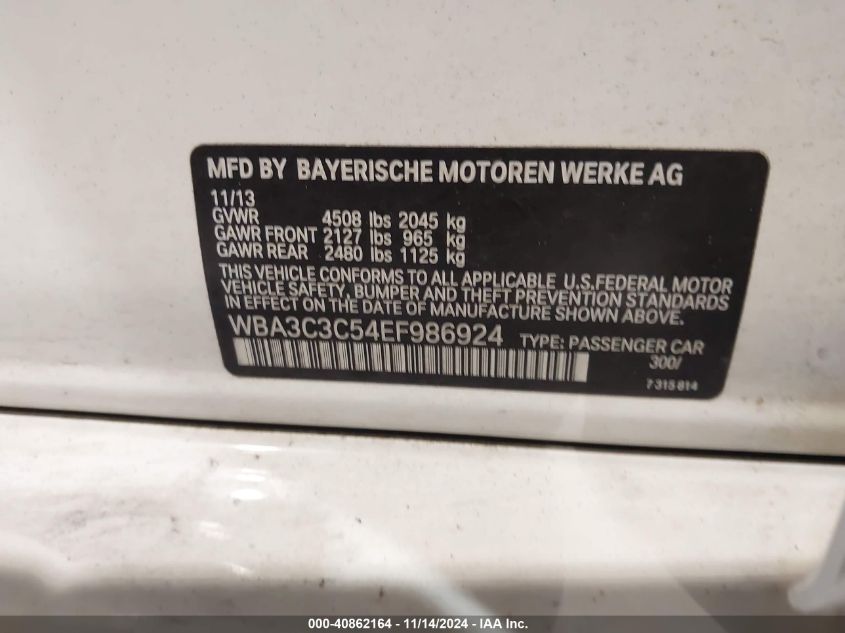 MFD BY BAYERISCHE MOTOREN WERKE AG
11/13
GVWR 4508 lbs 2045 kg
GAWR FRONT 2127 lbs 965 kg
GAWR REAR 2480 lbs 1125 kg
THIS VEHICLE CONFORMS TO ALL APPLICABLE U.S.FEDERAL MOTOR
VEHICLE SAFETY, BUMPER AND THEFT PREVENTION STANDARDS
IN EFFECT ON THE DATE OF MANUFACTURE SHOWN ABOVE.
WBA3C3C54EF986924 TYPE: PASSENGER CAR
300/
7 315 814
000-40862164 - 11/14/2024 - IAA Inc.